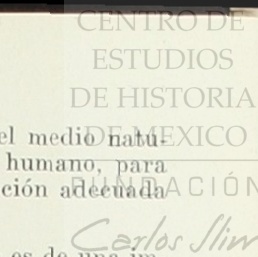 CENTRO DE
ESTUDIOS
DE HISTORIA
DE MEXICO
el medio natu-
humano, para
ción adecuada
FUNDACIÓN
Carlos Slim
es de una im-